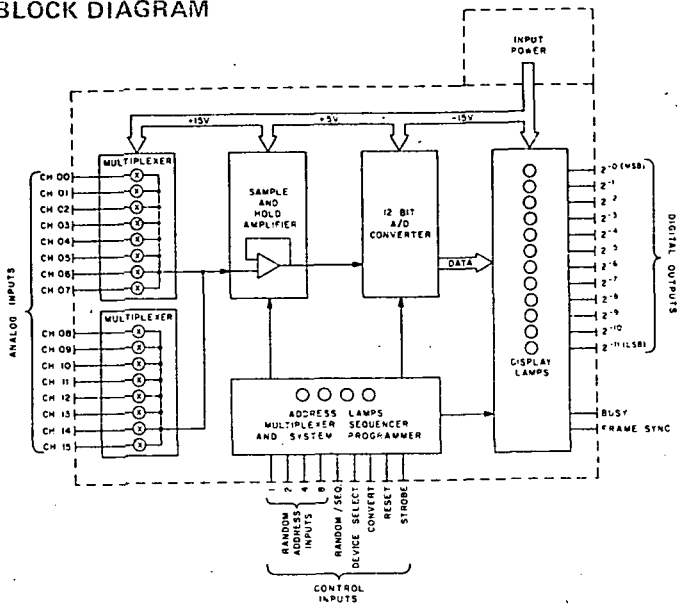 BLOCK DIAGRAM
INPUT
POWER
+15V
+5V
-15V
MULTIPLEXER
CH 00
CH 01
CH 02
CH 03
CH 04
CH 05
CH 06
CH 07
MULTIPLEXER
CH 08
CH 09
CH 10
CH 11
CH 12
CH 13
CH 14
CH 15
ANALOG INPUTS
SAMPLE
AND
HOLD
AMPLIFIER
12 BIT
A/D
CONVERTER
DATA
DISPLAY
LAMPS
2^-0 (MSB)
2^-1
2^-2
2^-3
2^-4
2^-5
2^-6
2^-7
2^-8
2^-9
2^-10
2^-11 (LSB)
DIGITAL OUTPUTS
BUSY
FRAME SYNC
ADDRESS LAMPS
MULTIPLEXER SEQUENCER
AND SYSTEM PROGRAMMER
1
2
4
8
RANDOM
ADDRESS
INPUTS
RANDOM/SEQ.
DEVICE SELECT
CONVERT
RESET
STROBE
CONTROL
INPUTS